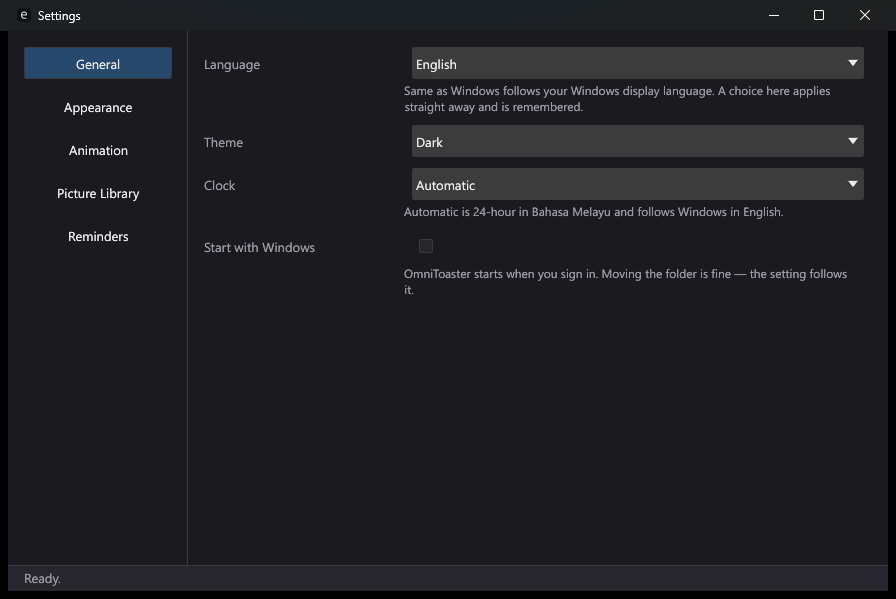 e Settings
General
Appearance
Animation
Picture Library
Reminders
Language
English
Same as Windows follows your Windows display language. A choice here applies
straight away and is remembered.
Theme
Dark
Clock
Automatic
Automatic is 24-hour in Bahasa Melayu and follows Windows in English.
Start with Windows
OmniToaster starts when you sign in. Moving the folder is fine — the setting follows
it.
Ready.